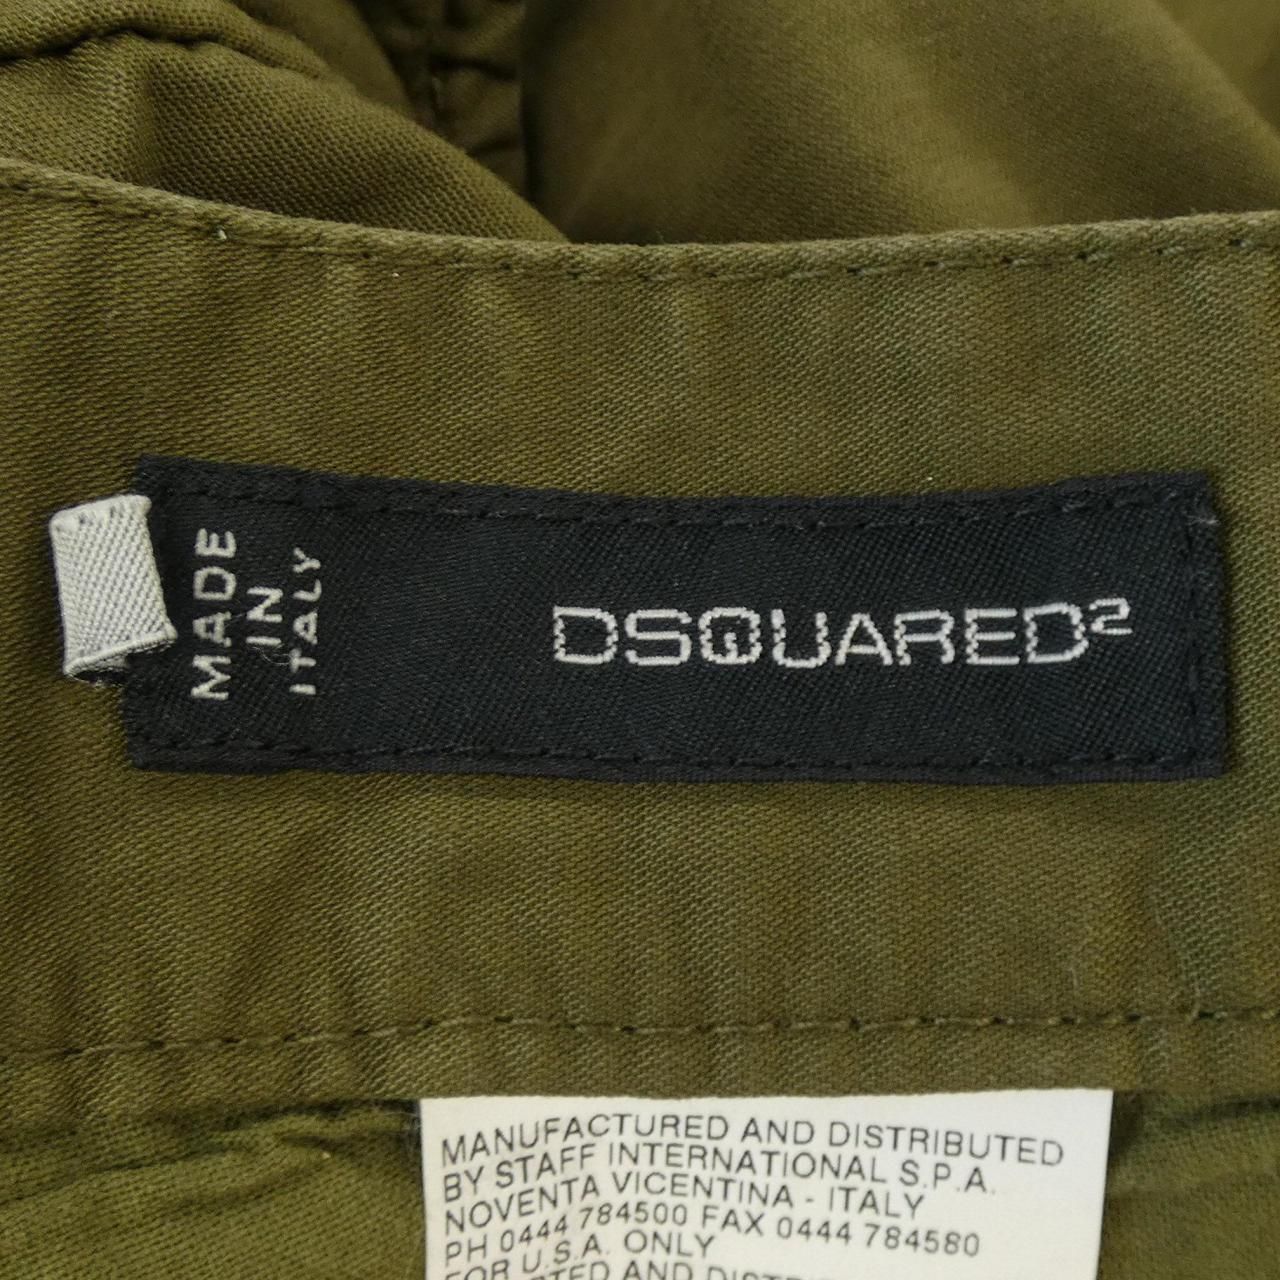 MADE
IN
ITALY
DSQUARED²
MANUFACTURED AND DISTRIBUTED
BY STAFF INTERNATIONAL S.P.A.
NOVENTA VICENTINA - ITALY
PH 0444 784500 FAX 0444 784580
FOR U.S.A. ONLY
AND